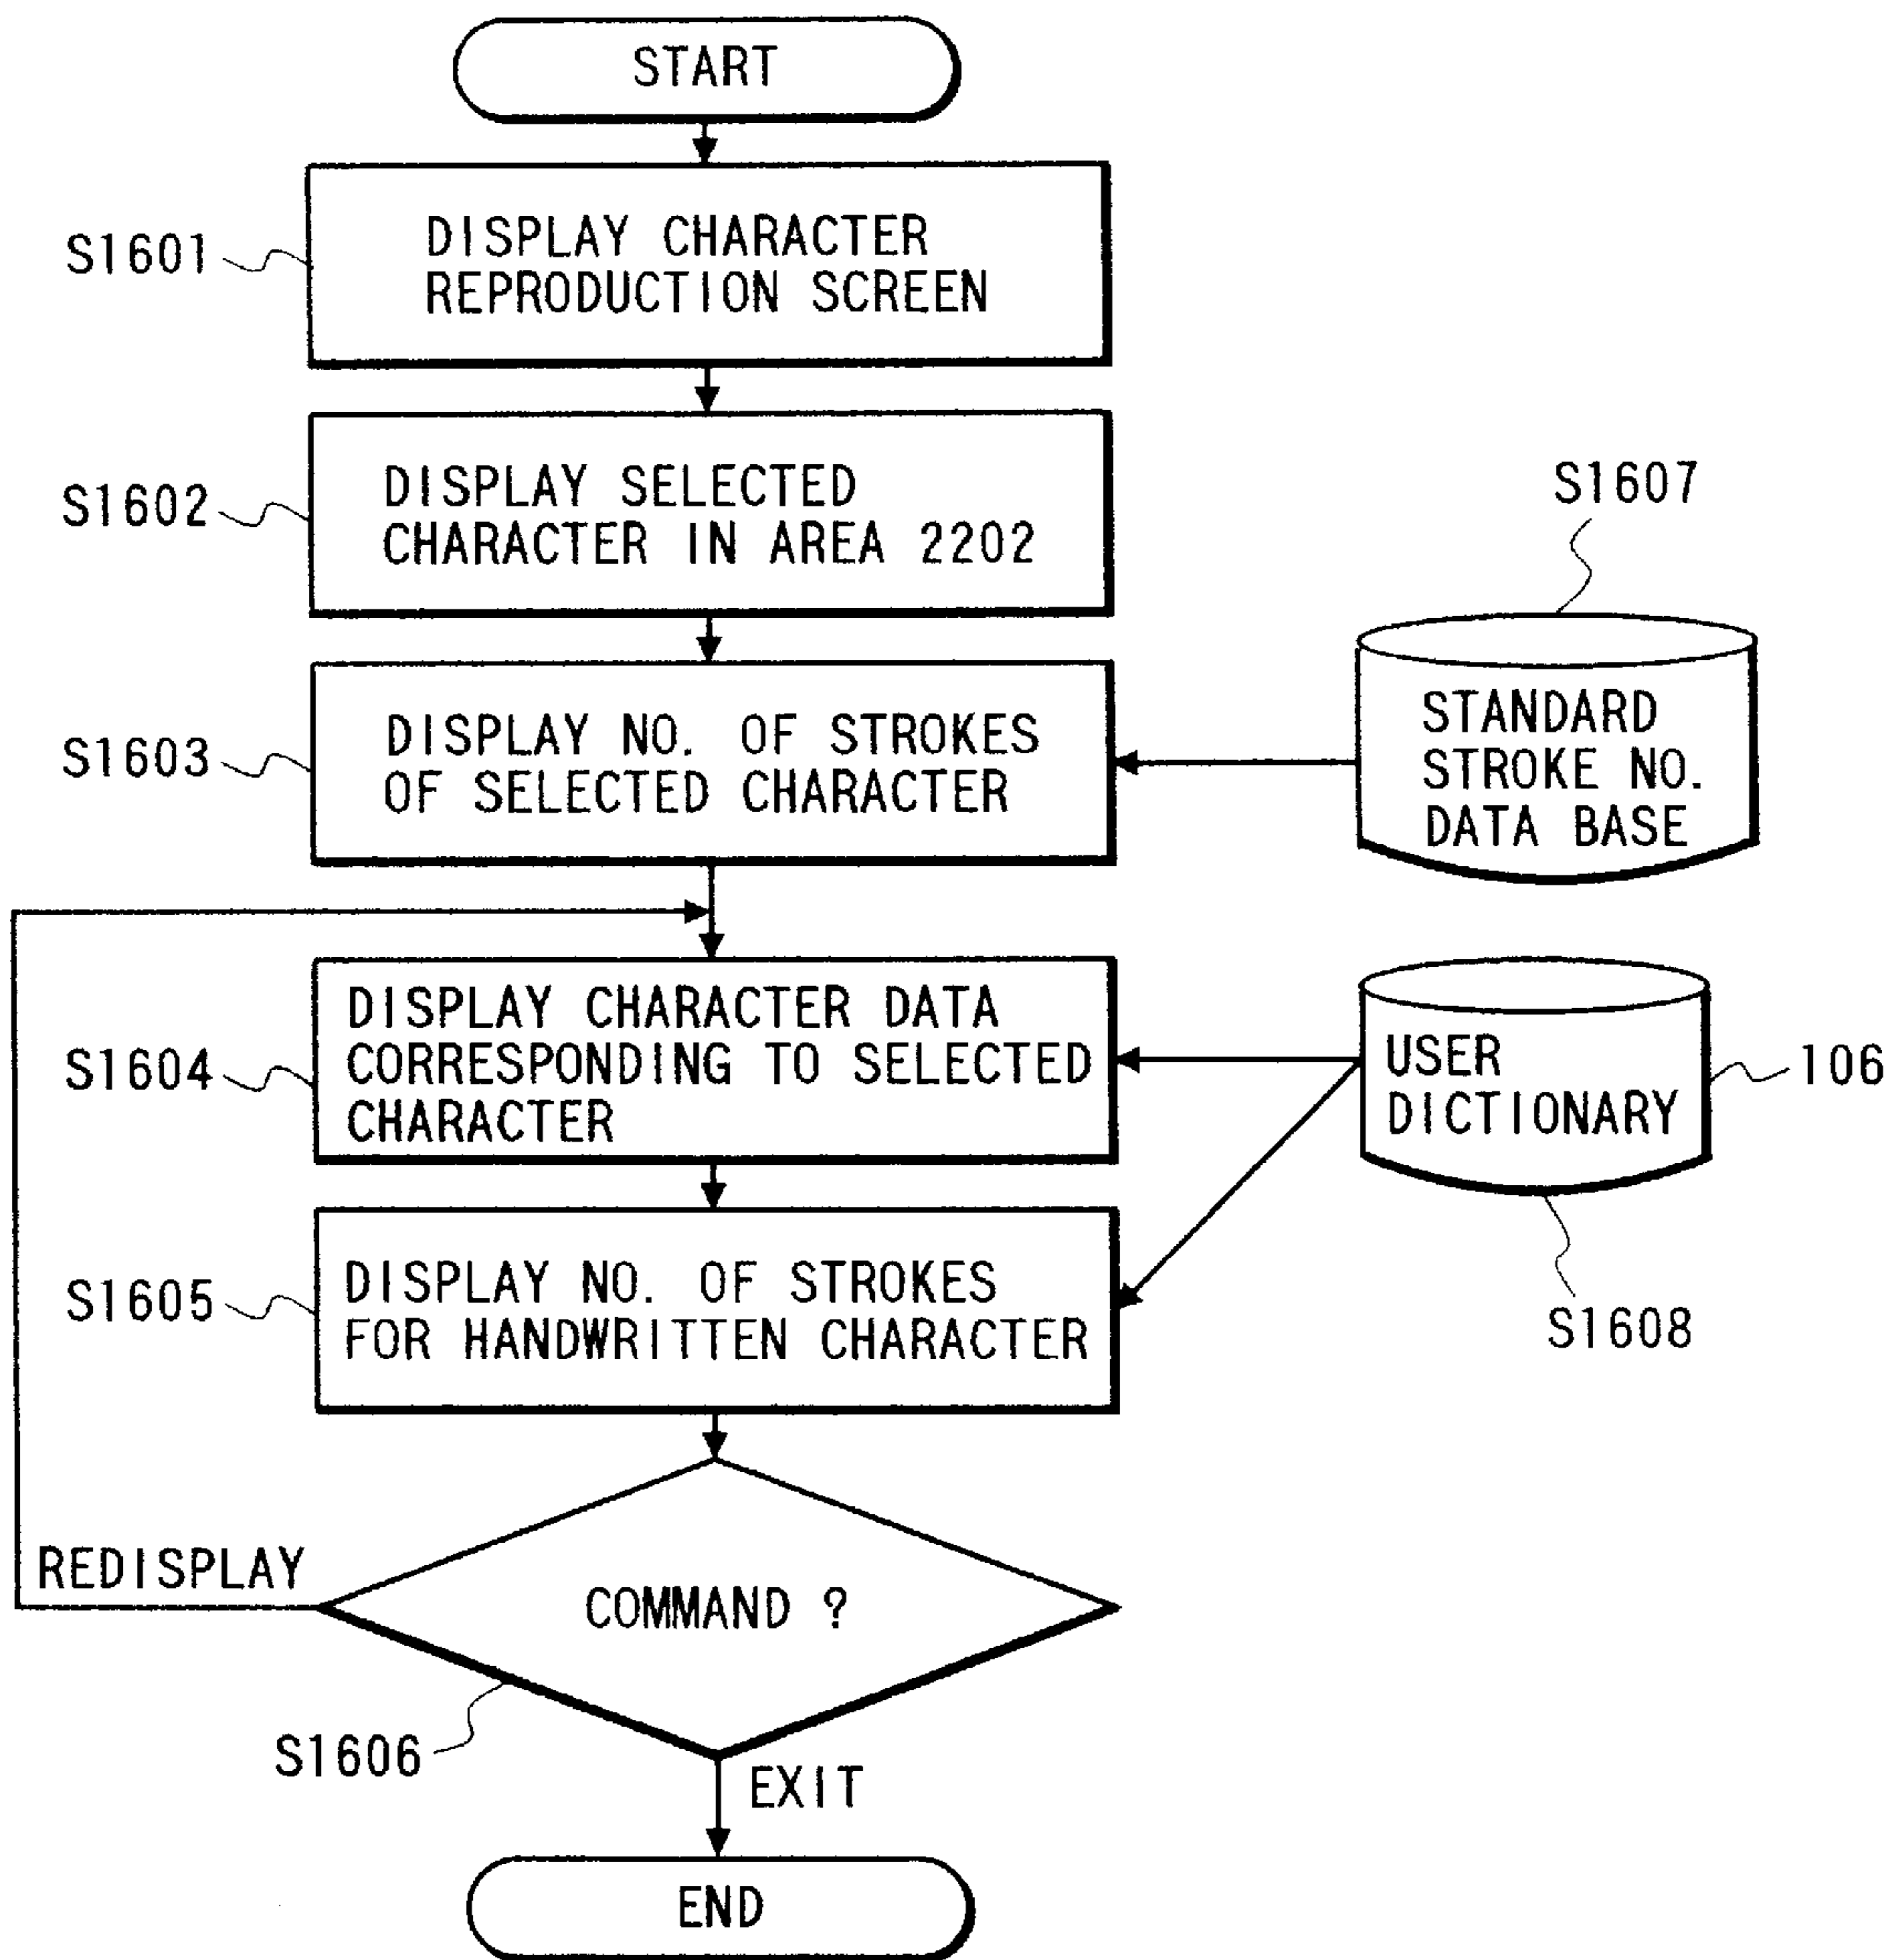 START
S1601
DISPLAY CHARACTER
REPRODUCTION SCREEN
S1602
DISPLAY SELECTED
CHARACTER IN AREA 2202
S1607
S1603
DISPLAY NO. OF STROKES
OF SELECTED CHARACTER
STANDARD
STROKE NO.
DATA BASE
S1604
DISPLAY CHARACTER DATA
CORRESPONDING TO SELECTED
CHARACTER
USER
DICTIONARY
106
S1605
DISPLAY NO. OF STROKES
FOR HANDWRITTEN CHARACTER
S1608
REDISPLAY
COMMAND ?
S1606
EXIT
END